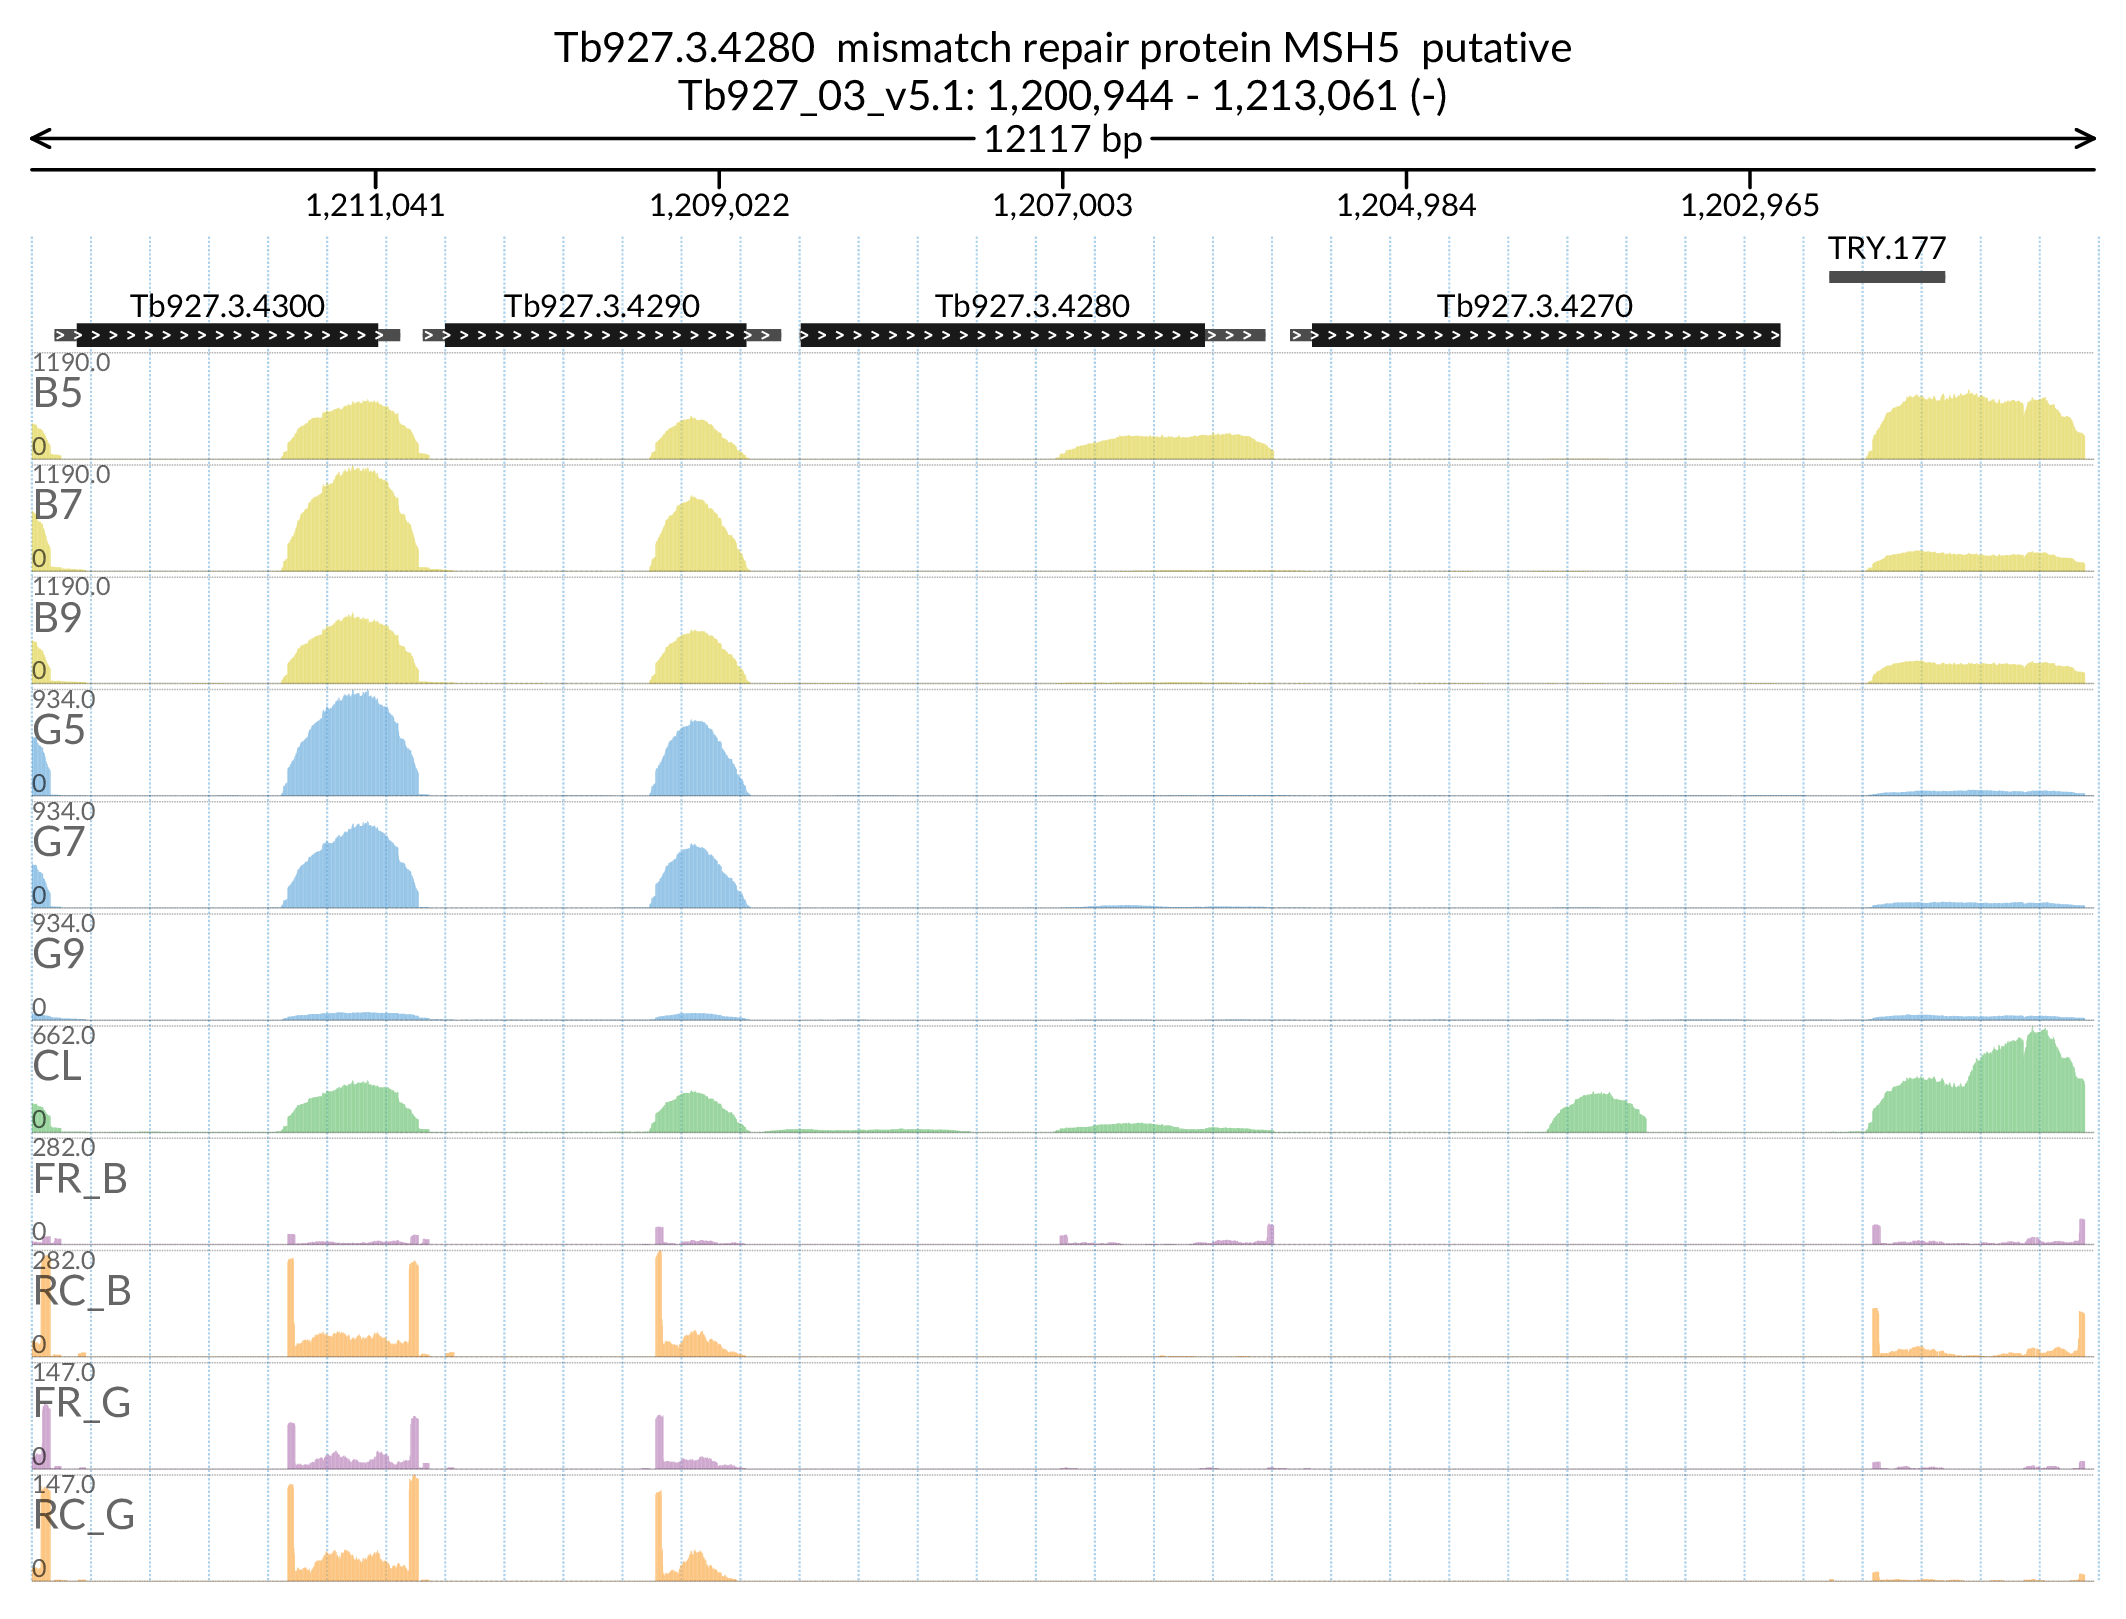 Tb927.3.4280  mismatch repair protein MSH5  putative
Tb927_03_v5.1: 1,200,944 - 1,213,061 (-)
12117 bp
1,211,041 1,209,022 1,207,003 1,204,984 1,202,965
TRY.177
Tb927.3.4300 Tb927.3.4290 Tb927.3.4280 Tb927.3.4270
1190.0
B5
0
1190.0
B7
0
1190.0
B9
0
934.0
G5
0
934.0
G7
0
934.0
G9
0
662.0
CL
0
282.0
FR_B
0
282.0
RC_B
0
147.0
FR_G
0
147.0
RC_G
0